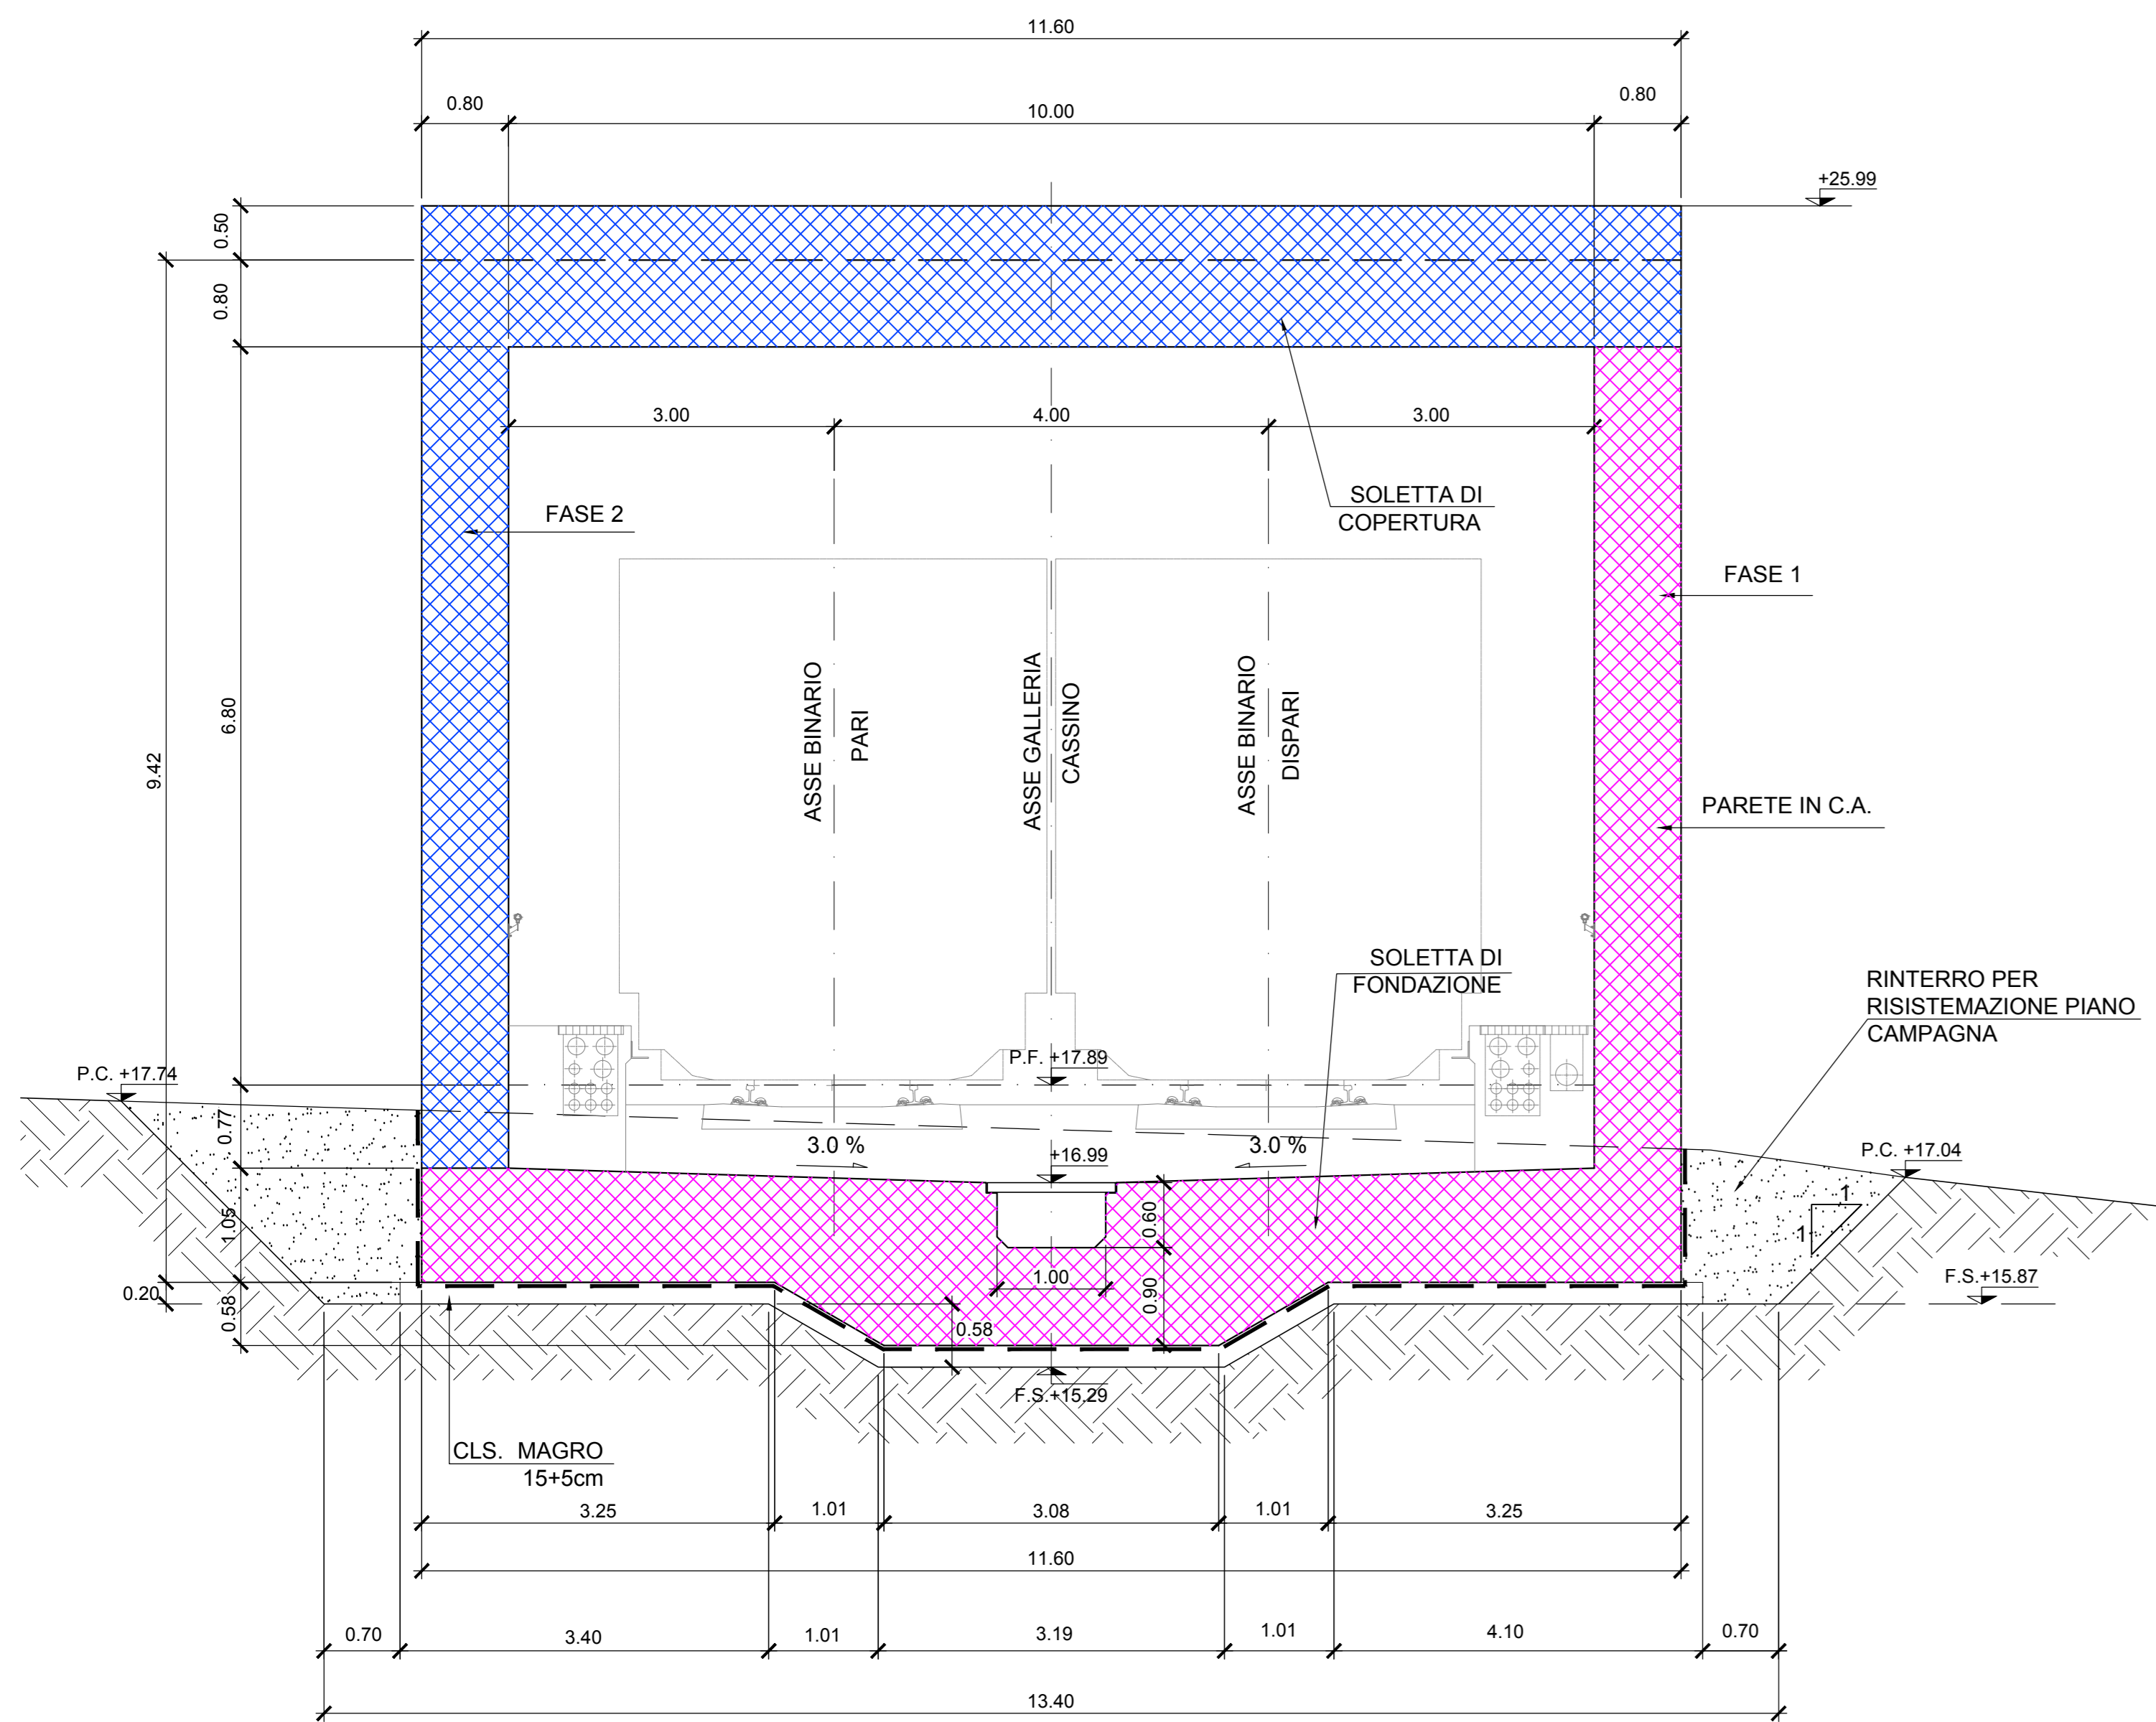 11.60
0.80
10.00
0.80
+25.99
0.50
0.80
3.00
4.00
3.00
SOLETTA DI
COPERTURA
FASE 2
FASE 1
6.80
9.42
ASSE BINARIO
PARI
ASSE GALLERIA
CASSINO
ASSE BINARIO
DISPARI
PARETE IN C.A.
SOLETTA DI
FONDAZIONE
RINTERRO PER
RISISTEMAZIONE PIANO
CAMPAGNA
P.C. +17.74
P.F. +17.89
0.77
3.0 %
+16.99
3.0 %
P.C. +17.04
1
1
1.05
0.60
1.00
0.90
0.20
0.58
0.58
F.S.+15.87
F.S.+15.29
CLS. MAGRO
15+5cm
3.25
1.01
3.08
1.01
3.25
11.60
0.70
3.40
1.01
3.19
1.01
4.10
0.70
13.40